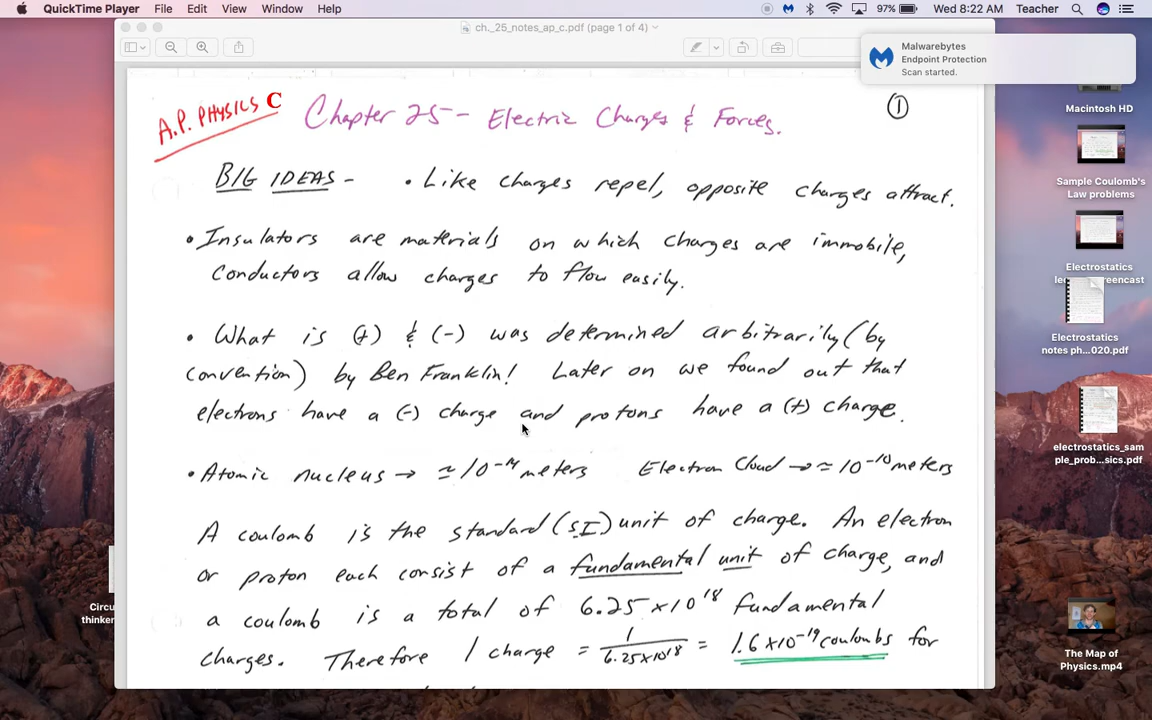 QuickTime Player File Edit View Window Help 97% Wed 8:22 AM Teacher
ch._25_notes_ap_c.pdf (page 1 of 4)
Malwarebytes
Endpoint Protection
Scan started.
Macintosh HD
Sample Coulomb's
Law problems
Electrostatics
le
eencast
Electrostatics
notes ph...020.pdf
electrostatics_sam
ple_prob...sics.pdf
Circu
thinker
The Map of
Physics.mp4
A.P. PHYSICS C Chapter 25 - Electric Charges & Forces. 1
BIG IDEAS - • Like charges repel, opposite charges attract.
• Insulators are materials on which charges are immobile,
conductors allow charges to flow easily.
• What is (+) & (-) was determined arbitrarily (by
convention) by Ben Franklin! Later on we found out that
electrons have a (-) charge and protons have a (+) charge.
• Atomic nucleus → ≈ 10⁻¹⁴ meters Electron Cloud → ≈ 10⁻¹⁰ meters
A coulomb is the standard (SI) unit of charge. An electron
or proton each consist of a fundamental unit of charge, and
a coulomb is a total of 6.25 x 10¹⁸ fundamental
charges. Therefore 1 charge = 1/6.25x10¹⁸ = 1.6 x 10⁻¹⁹ coulombs for